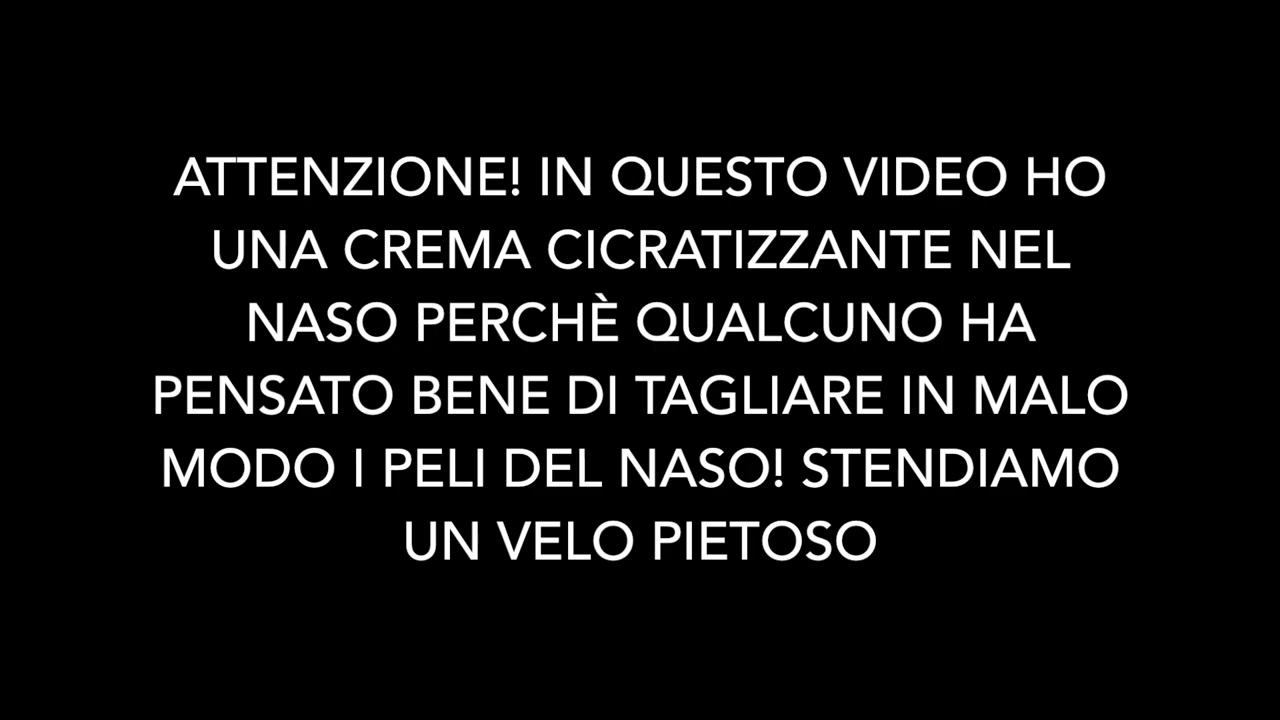 ATTENZIONE! IN QUESTO VIDEO HO
UNA CREMA CICRATIZZANTE NEL
NASO PERCHÈ QUALCUNO HA
PENSATO BENE DI TAGLIARE IN MALO
MODO I PELI DEL NASO! STENDIAMO
UN VELO PIETOSO